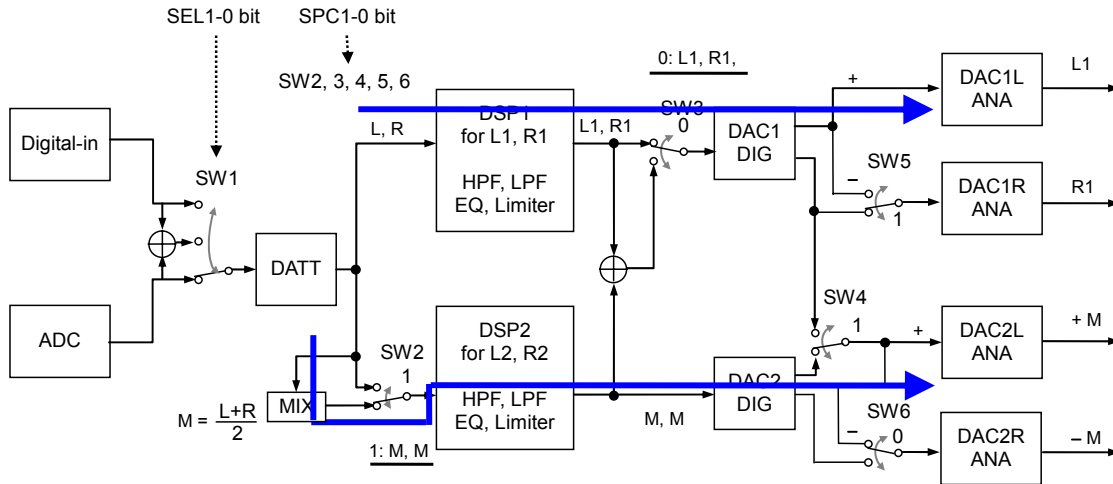 SEL1-0 bit
SPC1-0 bit
SW2, 3, 4, 5, 6
0: L1, R1,
Digital-in
SW1
ADC
DATT
L, R
DSP1
for L1, R1
HPF, LPF
EQ, Limiter
L1, R1
SW3
0
DAC1
DIG
+
DAC1L
ANA
L1
SW5
–
1
DAC1R
ANA
R1
MIX
M = L+R
2
SW2
1
1: M, M
DSP2
for L2, R2
HPF, LPF
EQ, Limiter
M, M
DAC2
DIG
SW4
1
+
DAC2L
ANA
+ M
SW6
–
0
DAC2R
ANA
– M